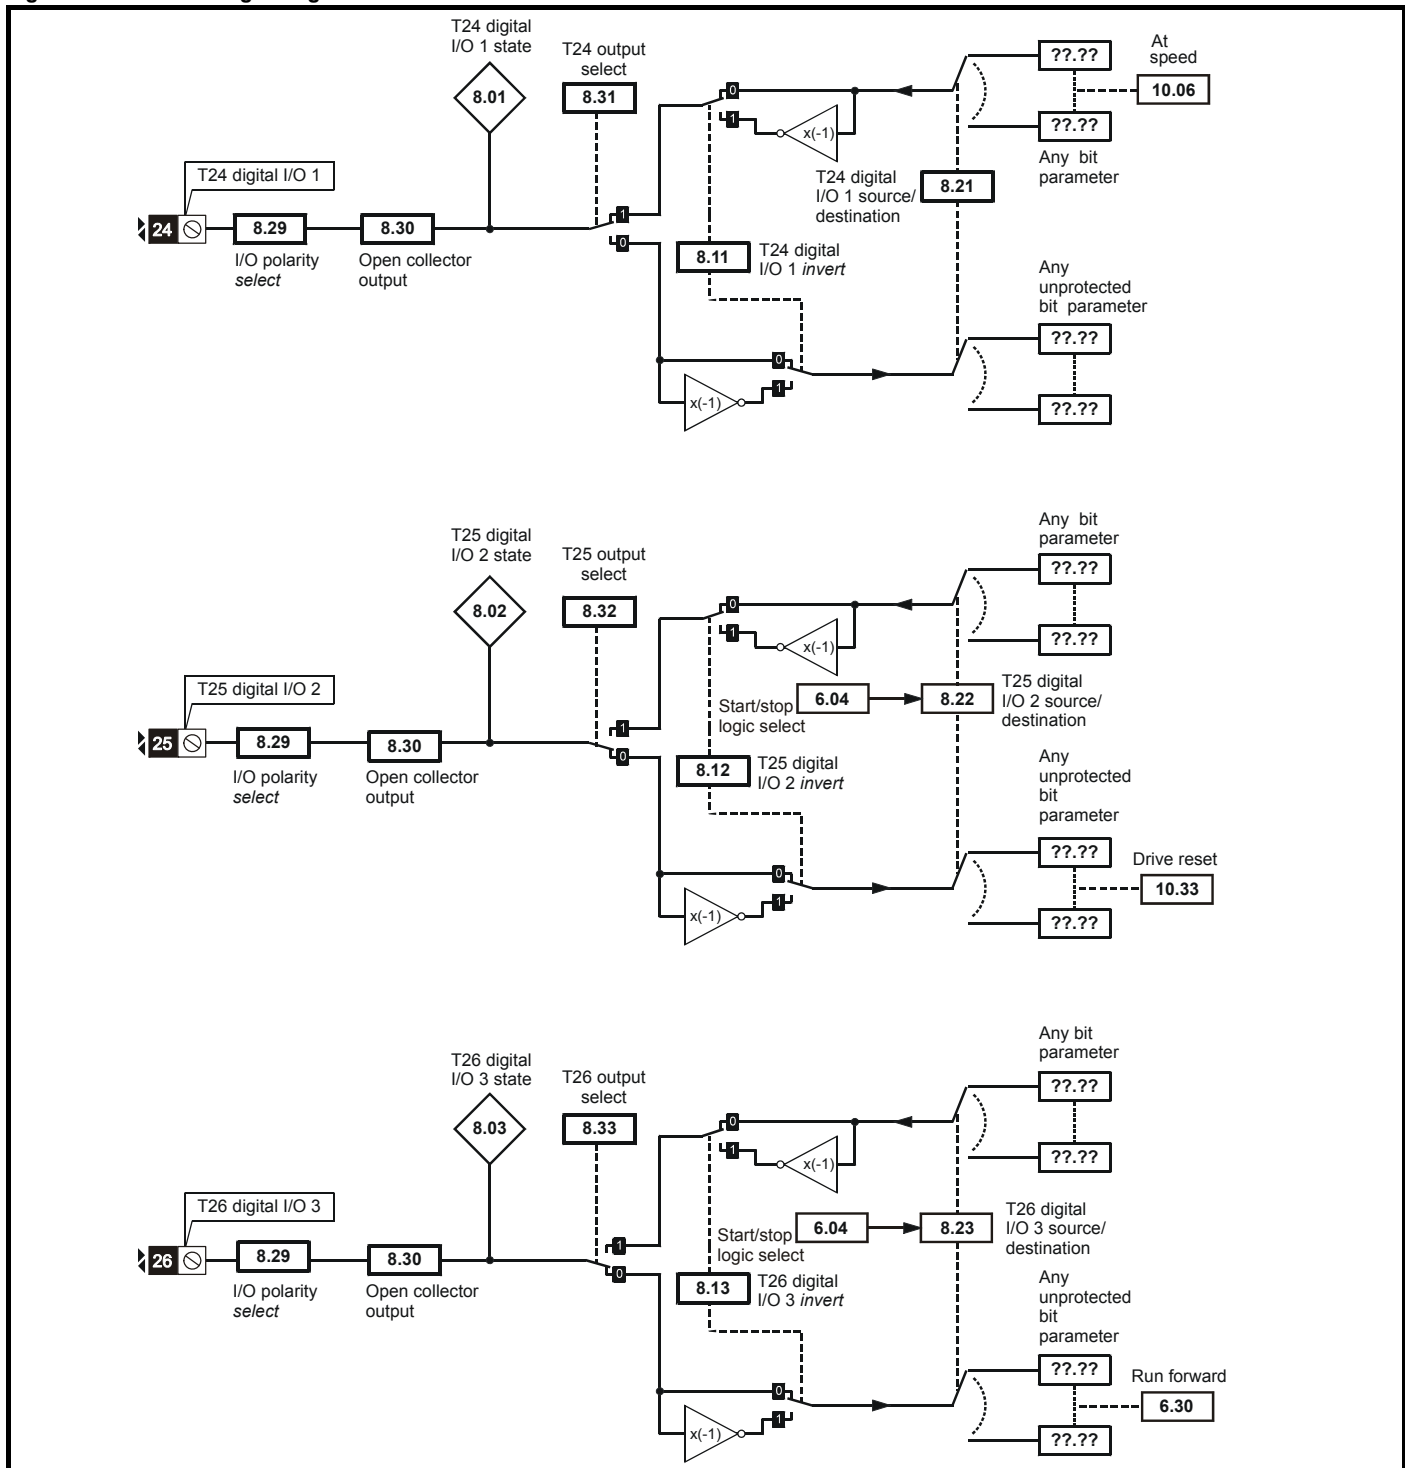 T24 digital
I/O 1 state
8.01
T24 output
select
8.31
0
1
x(-1)
??.??
At
speed
10.06
??.??
Any bit
parameter
T24 digital I/O 1
24
8.29
I/O polarity
select
8.30
Open collector
output
1
0
T24 digital
I/O 1 source/
destination
8.21
8.11
T24 digital
I/O 1 invert
Any
unprotected
bit parameter
??.??
??.??
0
1
x(-1)
T25 digital
I/O 2 state
8.02
T25 output
select
8.32
0
1
x(-1)
Any bit
parameter
??.??
??.??
T25 digital I/O 2
25
8.29
I/O polarity
select
8.30
Open collector
output
1
0
Start/stop
logic select
6.04
8.22
T25 digital
I/O 2 source/
destination
8.12
T25 digital
I/O 2 invert
Any
unprotected
bit
parameter
??.??
??.??
Drive reset
10.33
0
1
x(-1)
T26 digital
I/O 3 state
8.03
T26 output
select
8.33
0
1
x(-1)
Any bit
parameter
??.??
??.??
T26 digital I/O 3
26
8.29
I/O polarity
select
8.30
Open collector
output
1
0
Start/stop
logic select
6.04
8.23
T26 digital
I/O 3 source/
destination
8.13
T26 digital
I/O 3 invert
Any
unprotected
bit
parameter
??.??
??.??
Run forward
6.30
0
1
x(-1)